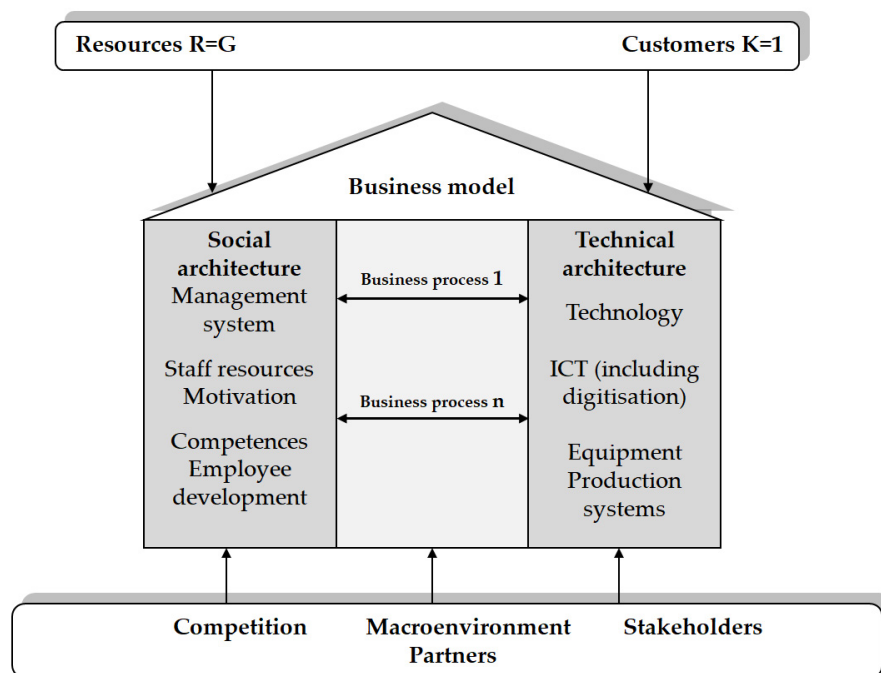 Resources R=G
Customers K=1
Business model
Social
architecture
Management
system
Staff resources
Motivation
Competences
Employee
development
Business process 1
Business process n
Technical
architecture
Technology
ICT (including
digitisation)
Equipment
Production
systems
Competition
Macroenvironment
Partners
Stakeholders